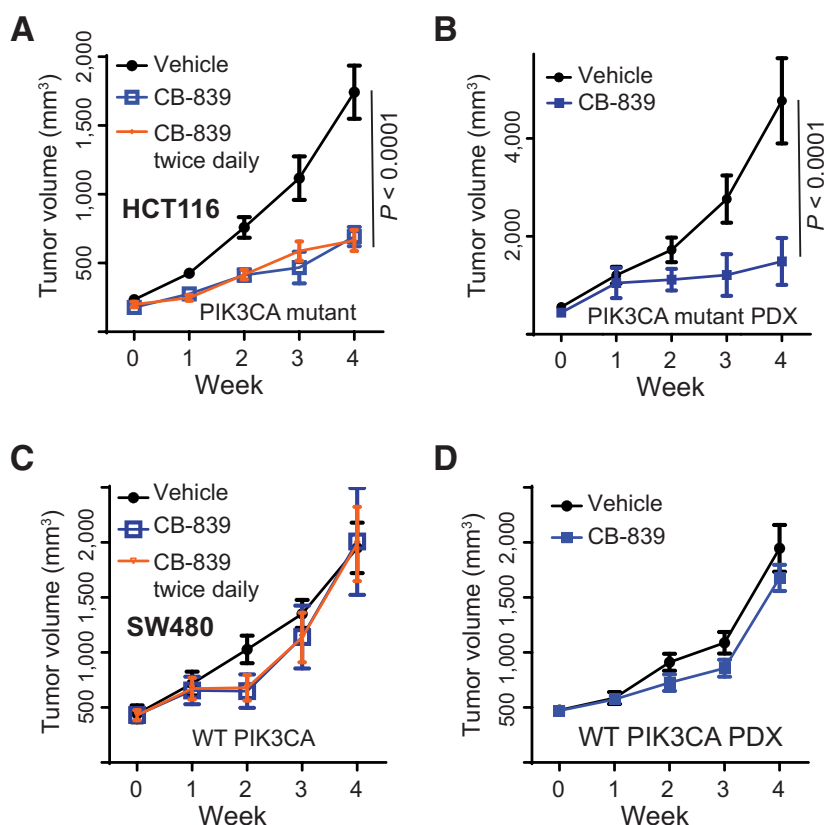 A
Tumor volume (mm³)
2,000
1,500
1,000
500
Vehicle
CB-839
CB-839
twice daily
HCT116
PIK3CA mutant
P < 0.0001
0 1 2 3 4
Week
B
Tumor volume (mm³)
4,000
2,000
Vehicle
CB-839
PIK3CA mutant PDX
P < 0.0001
0 1 2 3 4
Week
C
Tumor volume (mm³)
2,000
1,500
1,000
500
Vehicle
CB-839
CB-839
twice daily
SW480
WT PIK3CA
0 1 2 3 4
Week
D
Tumor volume (mm³)
2,000
1,500
1,000
500
Vehicle
CB-839
WT PIK3CA PDX
0 1 2 3 4
Week